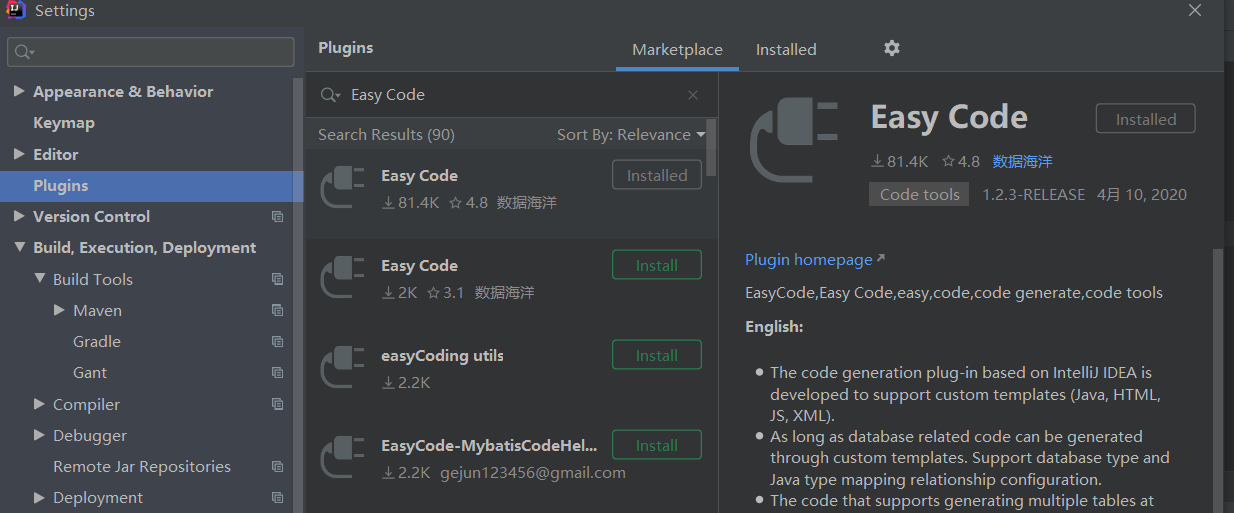 Settings
Appearance & Behavior
Keymap
Editor
Plugins
Version Control
Build, Execution, Deployment
Build Tools
Maven
Gradle
Gant
Compiler
Debugger
Remote Jar Repositories
Deployment
Plugins
Marketplace
Installed
Easy Code
Search Results (90)
Sort By: Relevance
Easy Code
Installed
81.4K 4.8 数据海洋
Easy Code
Install
2K 3.1 数据海洋
easyCoding utils
Install
2.2K
EasyCode-MybatisCodeHel...
Install
2.2K gejun123456@gmail.com
Easy Code
Installed
81.4K 4.8 数据海洋
Code tools 1.2.3-RELEASE 4月 10, 2020
Plugin homepage
EasyCode,Easy Code,easy,code,code generate,code tools
English:
The code generation plug-in based on IntelliJ IDEA is
developed to support custom templates (Java, HTML,
JS, XML).
As long as database related code can be generated
through custom templates. Support database type and
Java type mapping relationship configuration.
The code that supports generating multiple tables at